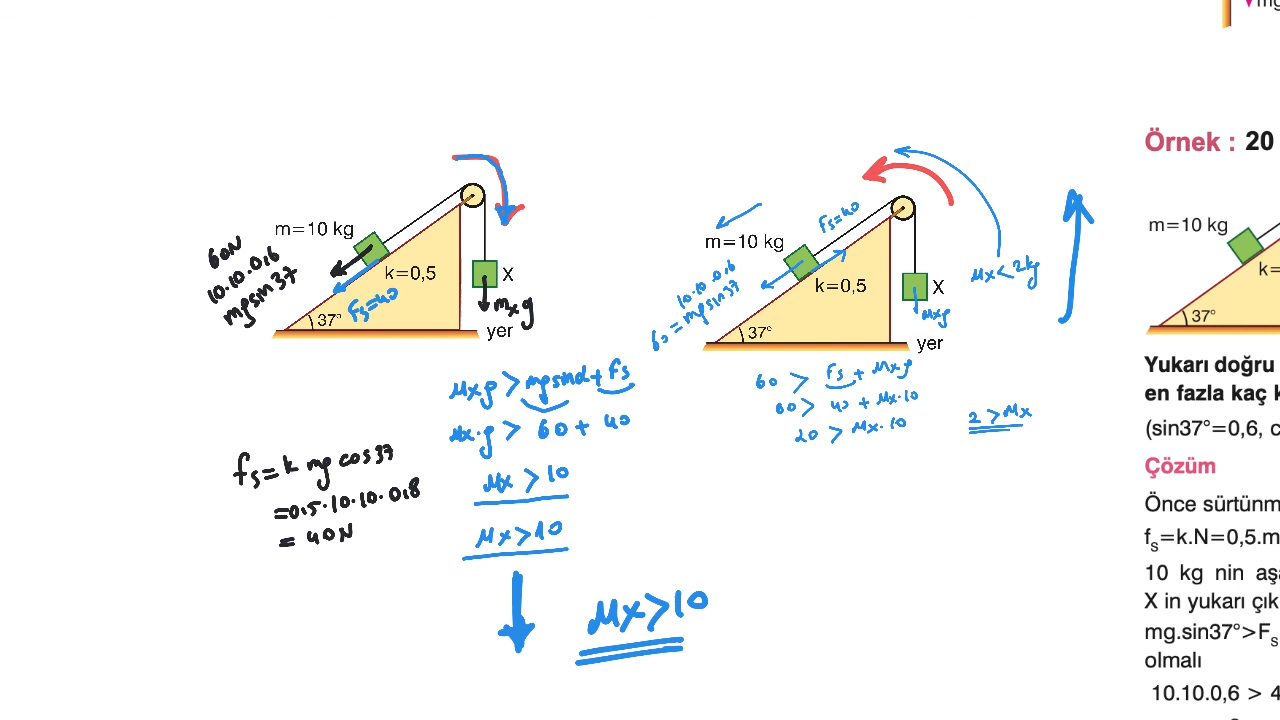 m=10 kg
60N
10.10.0,6
mgsin37
k=0,5
Fs=40
37°
X
mxg
yer
Mxg > mgsinα + fs
Mx.g > 60 + 40
Mx > 10
Mx > 10
Mx > 10
fs = k mg cos37
= 0,5.10.10.0,8
= 40N
m=10 kg
Fs=40
10.10.0,6
60 = mgsin37
k=0,5
37°
X
Mxg
yer
Mx < 2kg
60 > fs + Mxg
60 > 40 + Mx.10
20 > Mx.10
2 > Mx
mg
Örnek : 20
m=10 kg
k=
37°
Yukarı doğru
en fazla kaç k
(sin37°=0,6, c
Çözüm
Önce sürtünm
fs=k.N=0,5.m
10 kg nin aşa
X in yukarı çık
mg.sin37°>Fs
olmalı
10.10.0,6 > 4